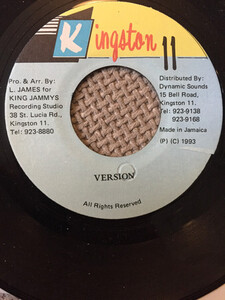 Kingston 11
Pro. & Arr. By:
L. JAMES for
KING JAMMYS
Recording Studio
38 St. Lucia Rd.,
Kingston 11.
Tel: 923-8880
Distributed By:
Dynamic Sounds
15 Bell Road,
Kingston 11.
Tel: 923-9138
923-9168
Made in Jamaica
(P) (C) 1993
VERSION
All Rights Reserved